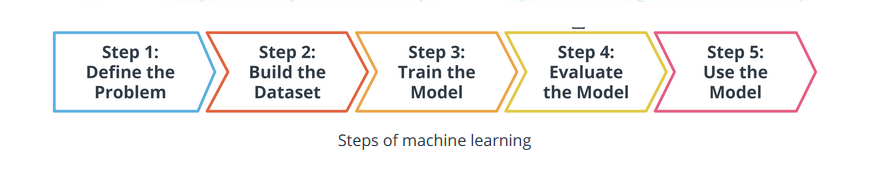 Step 1:
Define the
Problem
Step 2:
Build the
Dataset
Step 3:
Train the
Model
Step 4:
Evaluate
the Model
Step 5:
Use the
Model
Steps of machine learning